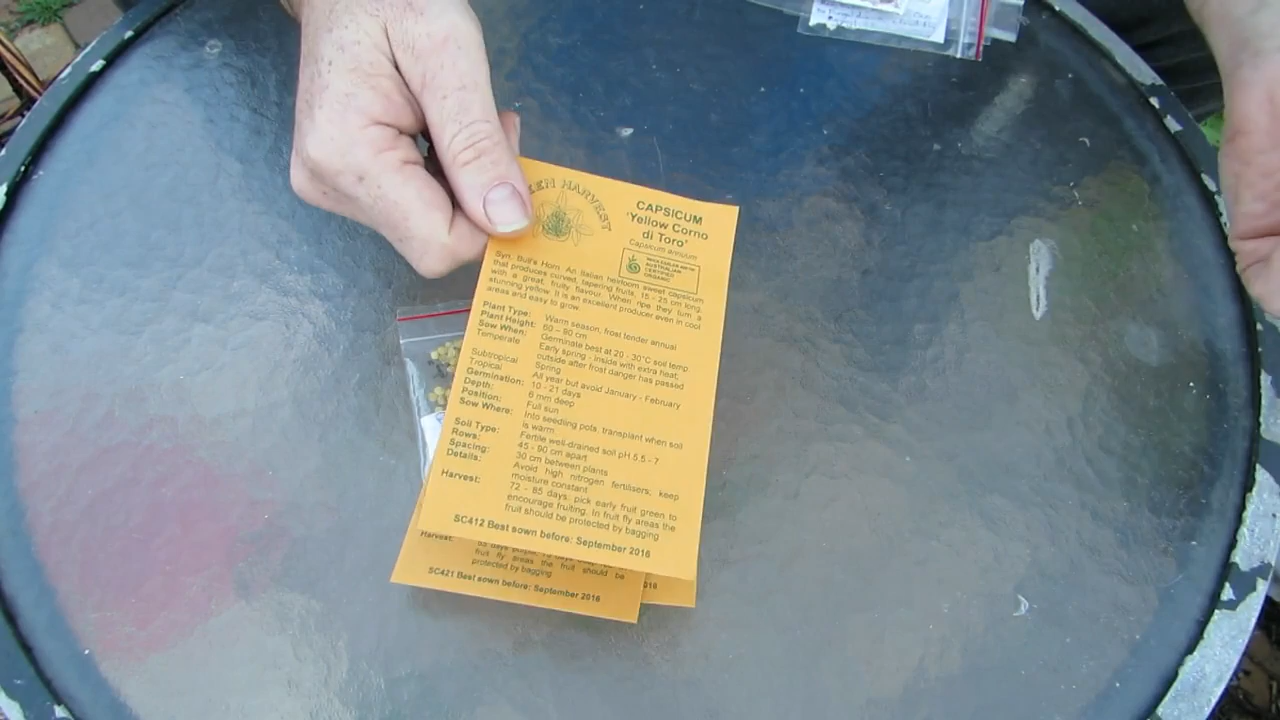 EEN HARVEST
CAPSICUM
'Yellow Corno
di Toro'
Capsicum annuum
AUSTRALIAN
CERTIFIED
ORGANIC
Syn. Bull's Horn. An Italian heirloom sweet capsicum
that produces curved, tapering fruits, 15 - 25 cm long,
with a great, fruity flavour. When ripe they turn a
stunning yellow. It is an excellent producer even in cool
areas and easy to grow.
Plant Type: Warm season, frost tender annual
Plant Height: 60 – 90 cm
Sow When: Germinate best at 20 - 30°C soil temp
Temperate Early spring - inside with extra heat;
outside after frost danger has passed
Subtropical Spring
Tropical All year but avoid January - February
Germination: 10 - 21 days
Depth: 6 mm deep
Position: Full sun
Sow Where: Into seedling pots, transplant when soil
is warm
Soil Type: Fertile well-drained soil pH 5.5 - 7
Rows: 45 - 90 cm apart
Spacing: 30 cm between plants
Details: Avoid high nitrogen fertilisers; keep
moisture constant
Harvest: 72 - 85 days: pick early fruit green to
encourage fruiting. In fruit fly areas the
fruit should be protected by bagging
SC412 Best sown before: September 2016
Harvest:
fruit fly areas the fruit should be
protected by bagging
SC421 Best sown before: September 2016
016